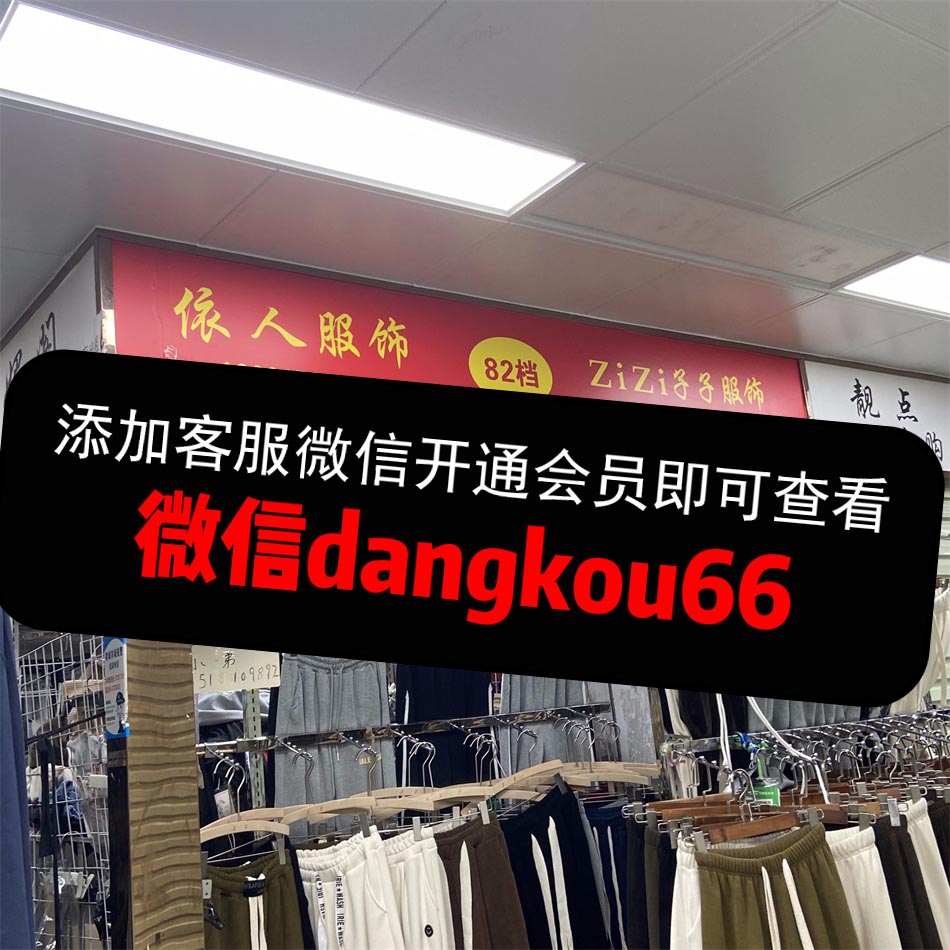 依人服饰
82档
ZiZi子子服饰
靓点
添加客服微信开通会员即可查看
微信dangkou66